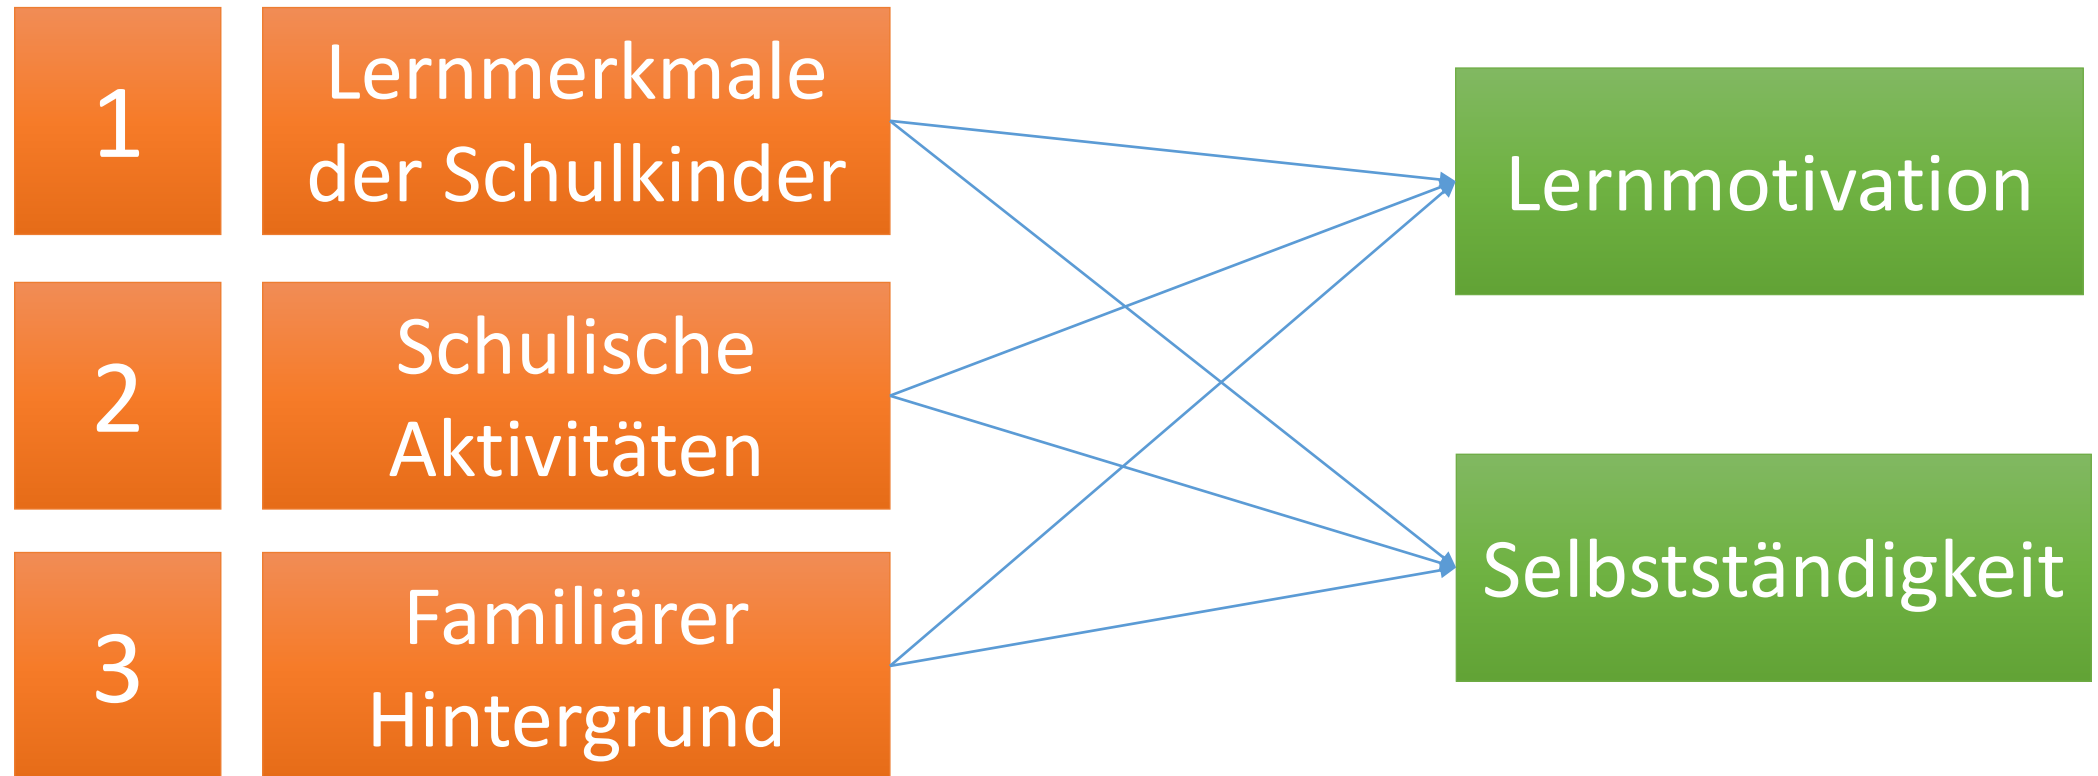 1
Lernmerkmale
der Schulkinder
2
Schulische
Aktivitäten
3
Familiärer
Hintergrund
Lernmotivation
Selbstständigkeit